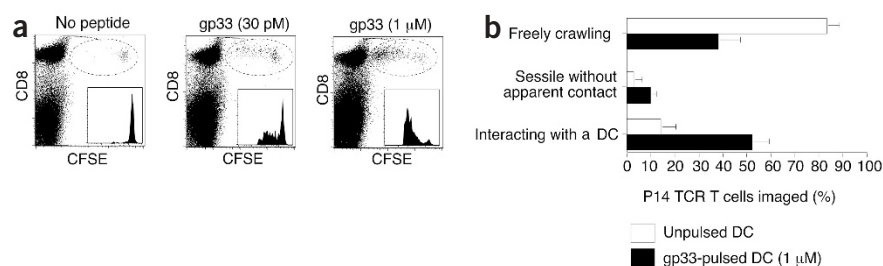 a
No peptide
gp33 (30 pM)
gp33 (1 μM)
CD8
CD8
CD8
CFSE
CFSE
CFSE
b
Freely crawling
Sessile without
apparent contact
Interacting with a DC
0 10 20 30 40 50 60 70 80 90 100
P14 TCR T cells imaged (%)
Unpulsed DC
gp33-pulsed DC (1 μM)